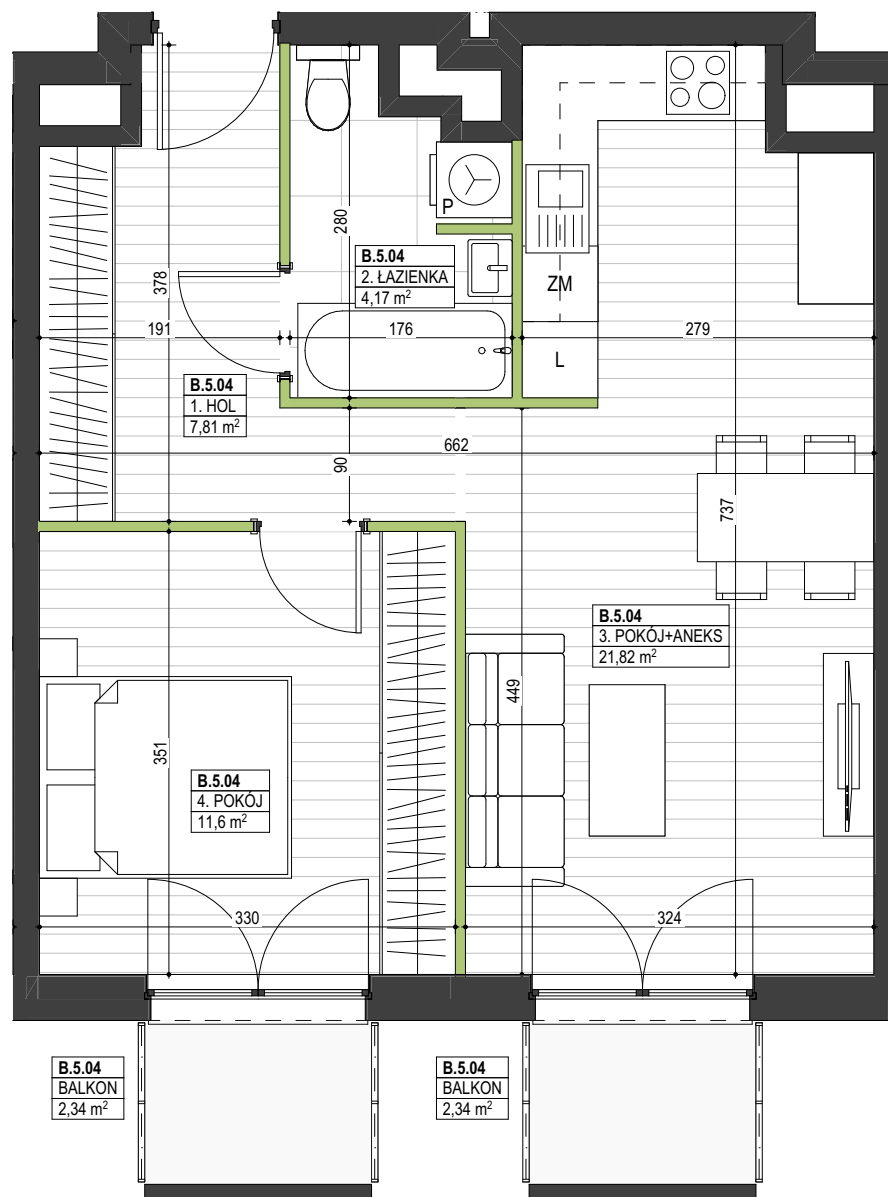 P
280
B.5.04
2. ŁAZIENKA
4,17 m²
378
ZM
191
176
279
L
B.5.04
1. HOL
7,81 m²
662
90
737
B.5.04
3. POKÓJ+ANEKS
21,82 m²
449
351
B.5.04
4. POKÓJ
11,6 m²
330
324
B.5.04
BALKON
2,34 m²
B.5.04
BALKON
2,34 m²